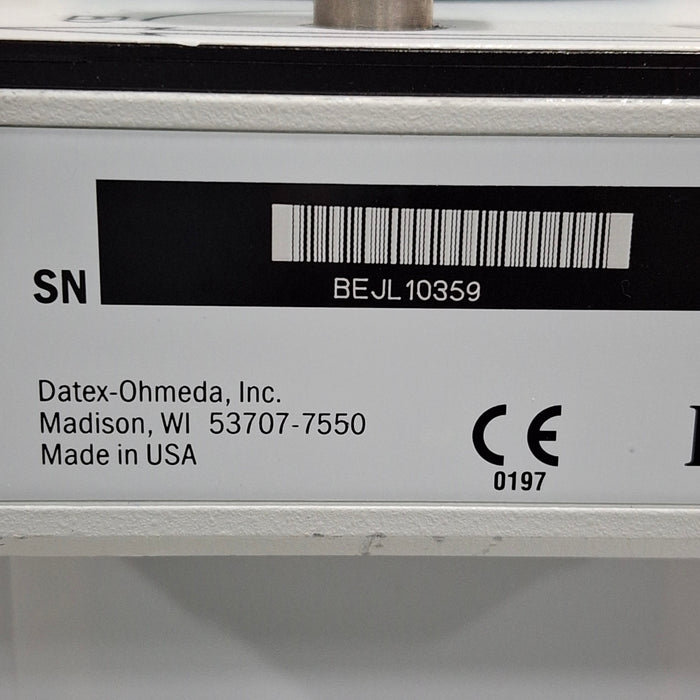 SN
BEJL10359
Datex-Ohmeda, Inc.
Madison, WI 53707-7550
Made in USA
CE
0197